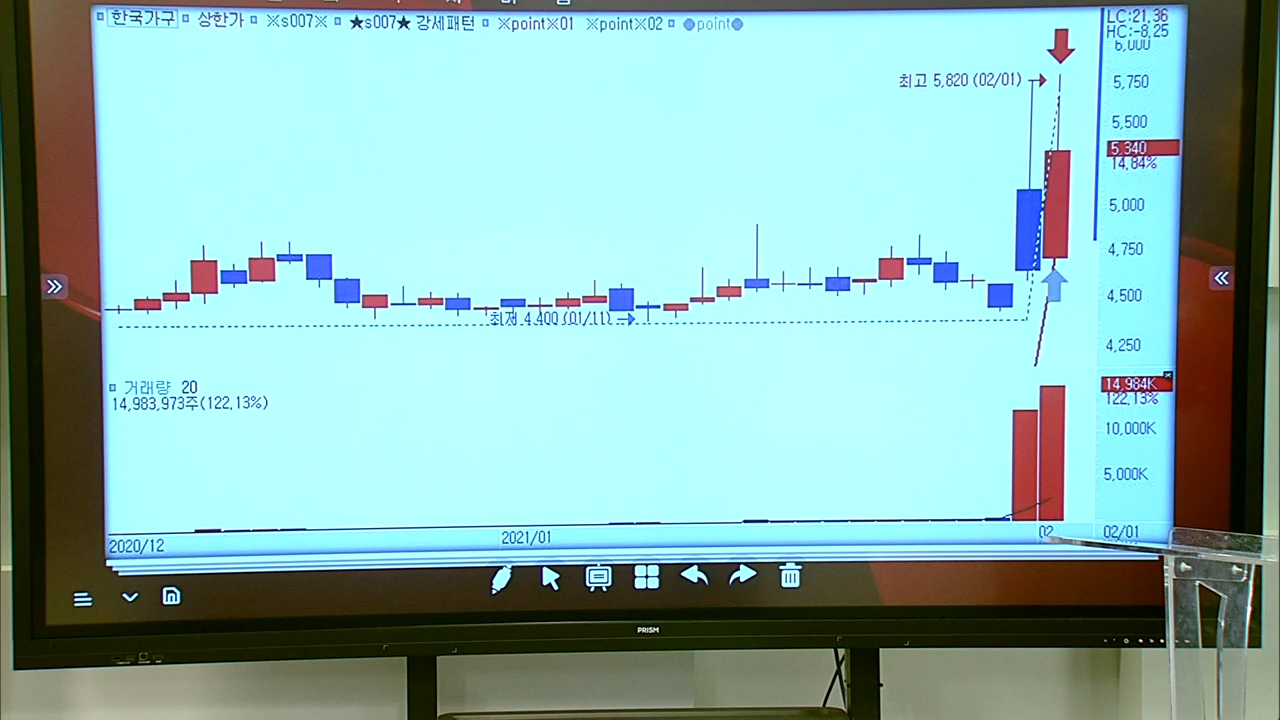 한국가구 상한가 ※s007※ ★s007★ 강세패턴 ※point※01 ※point※02 ●point●
LC:21.36
HC:-8.25
6,000
최고 5,820 (02/01)
5,750
5,500
5,340
14.84%
5,000
4,750
4,500
최저 4,400 (01/11)
4,250
거래량 20
14,983,973주(122.13%)
14,984K
122.13%
10,000K
5,000K
2020/12 2021/01 02 02/01
PRISM